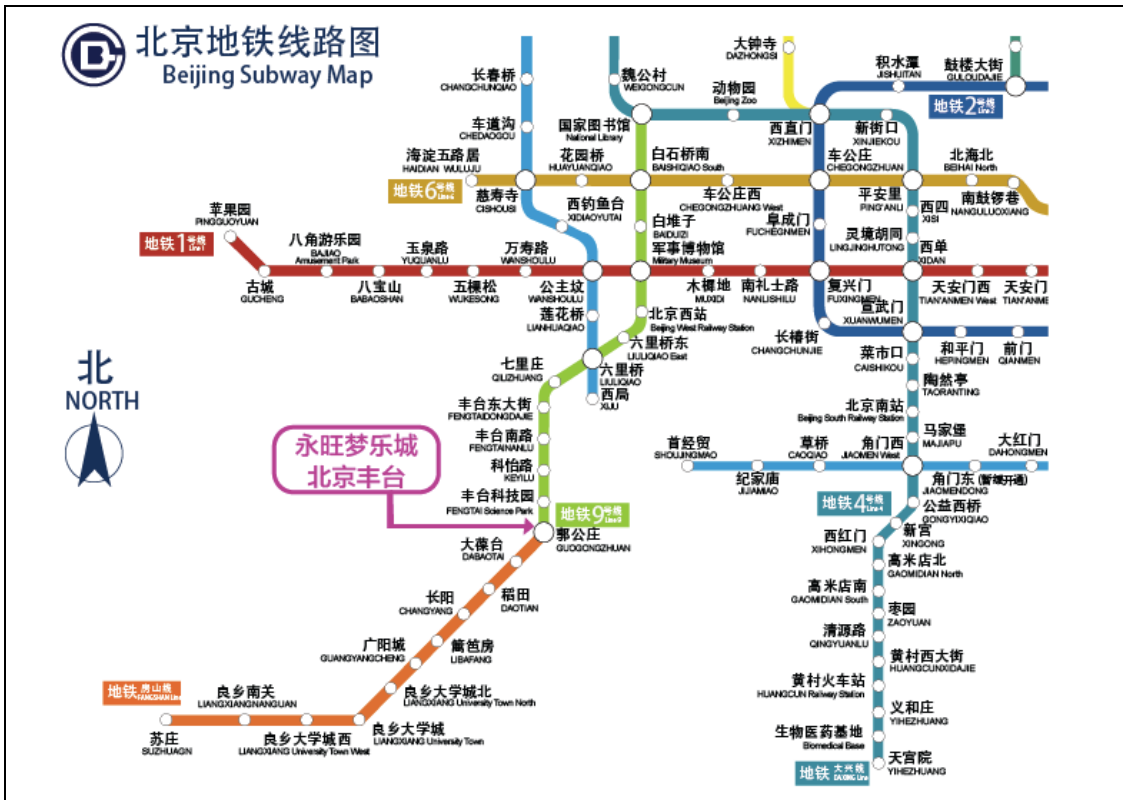 北京地铁线路图
Beijing Subway Map
长春桥
CHANGCHUNQIAO
魏公村
WEIGONGCUN
大钟寺
DAZHONGSI
动物园
Beijing Zoo
积水潭
JISHUITAN
鼓楼大街
GULOUDAJIE
地铁2号线
Line 2
车道沟
CHEDAOGOU
国家图书馆
National Library
西直门
XIZHIMEN
新街口
XINJIEKOU
海淀五路居
HAIDIAN WULUJU
花园桥
HUAYUANQIAO
白石桥南
BAISHIQIAO South
车公庄
CHEGONGZHUAN
北海北
BEIHAI North
地铁6号线
慈寿寺
CISHOUSI
西钓鱼台
XIDIAOYUTAI
车公庄西
CHEGONGZHUANG West
平安里
PING'ANLI
南鼓锣巷
NANGULUOXIANG
苹果园
PINGGUOYUAN
白堆子
BAIDUIZI
阜成门
FUCHEGNMEN
西四
XISI
灵境胡同
LINGJINGHUTONG
地铁1号线
Line 1
八角游乐园
BAJIAO
Amusement Park
玉泉路
YUQUANLU
万寿路
WANSHOULU
军事博物馆
Military Museum
西单
XIDAN
古城
GUCHENG
八宝山
BABAOSHAN
五棵松
WUKESONG
公主坟
WANSHOULU
木樨地
MUXIDI
南礼士路
NANLISHILU
复兴门
FUXINGMEN
天安门西
TIAN'ANMEN West
天安门
TIAN'ANME
莲花桥
LIANHUAQIAO
北京西站
Beijing West Railway Station
宣武门
XUANWUMEN
长椿街
CHANGCHUNJIE
和平门
HEPINGMEN
前门
QIANMEN
六里桥东
LIULIQIAO East
菜市口
CAISHIKOU
北
NORTH
七里庄
QILIZHUANG
六里桥
LIULIQIAO
西局
XIJU
陶然亭
TAORANTING
丰台东大街
FENGTAIDONGDAJIE
北京南站
Beijing South Railway Station
永旺梦乐城
北京丰台
丰台南路
FENGTAINANLU
马家堡
MAJIAPU
首经贸
SHOUJINGMAO
草桥
CAOQIAO
角门西
JIAOMEN West
大红门
DAHONGMEN
科怡路
KEYILU
纪家庙
JIJIAMIAO
角门东 (暂缓开通)
JIAOMENDONG
丰台科技园
FENGTAI Science Park
地铁9号线
地铁4号线
公益西桥
GONGYIXIQIAO
郭公庄
GUOGONGZHUAN
新宫
XINGONG
西红门
XIHONGMEN
大葆台
DABAOTAI
高米店北
GAOMIDIAN North
稻田
DAOTIAN
高米店南
GAOMIDIAN South
长阳
CHANGYANG
枣园
ZAOYUAN
清源路
QINGYUANLU
篱笆房
LIBAFANG
广阳城
GUANGYANGCHENG
黄村西大街
HUANGCUNXIDAJIE
地铁 房山线
FANGSHAN Line
良乡南关
LIANGXIANGNANGUAN
良乡大学城北
LIANGXIANG University Town North
黄村火车站
HUANGCUN Railway Station
苏庄
SUZHUAGN
良乡大学城西
LIANGXIANG University Town West
良乡大学城
LIANGXIANG University Town
义和庄
YIHEZHUANG
生物医药基地
Biomedical Base
地铁 大兴线
DAXING Line
天宫院
YIHEZHUANG